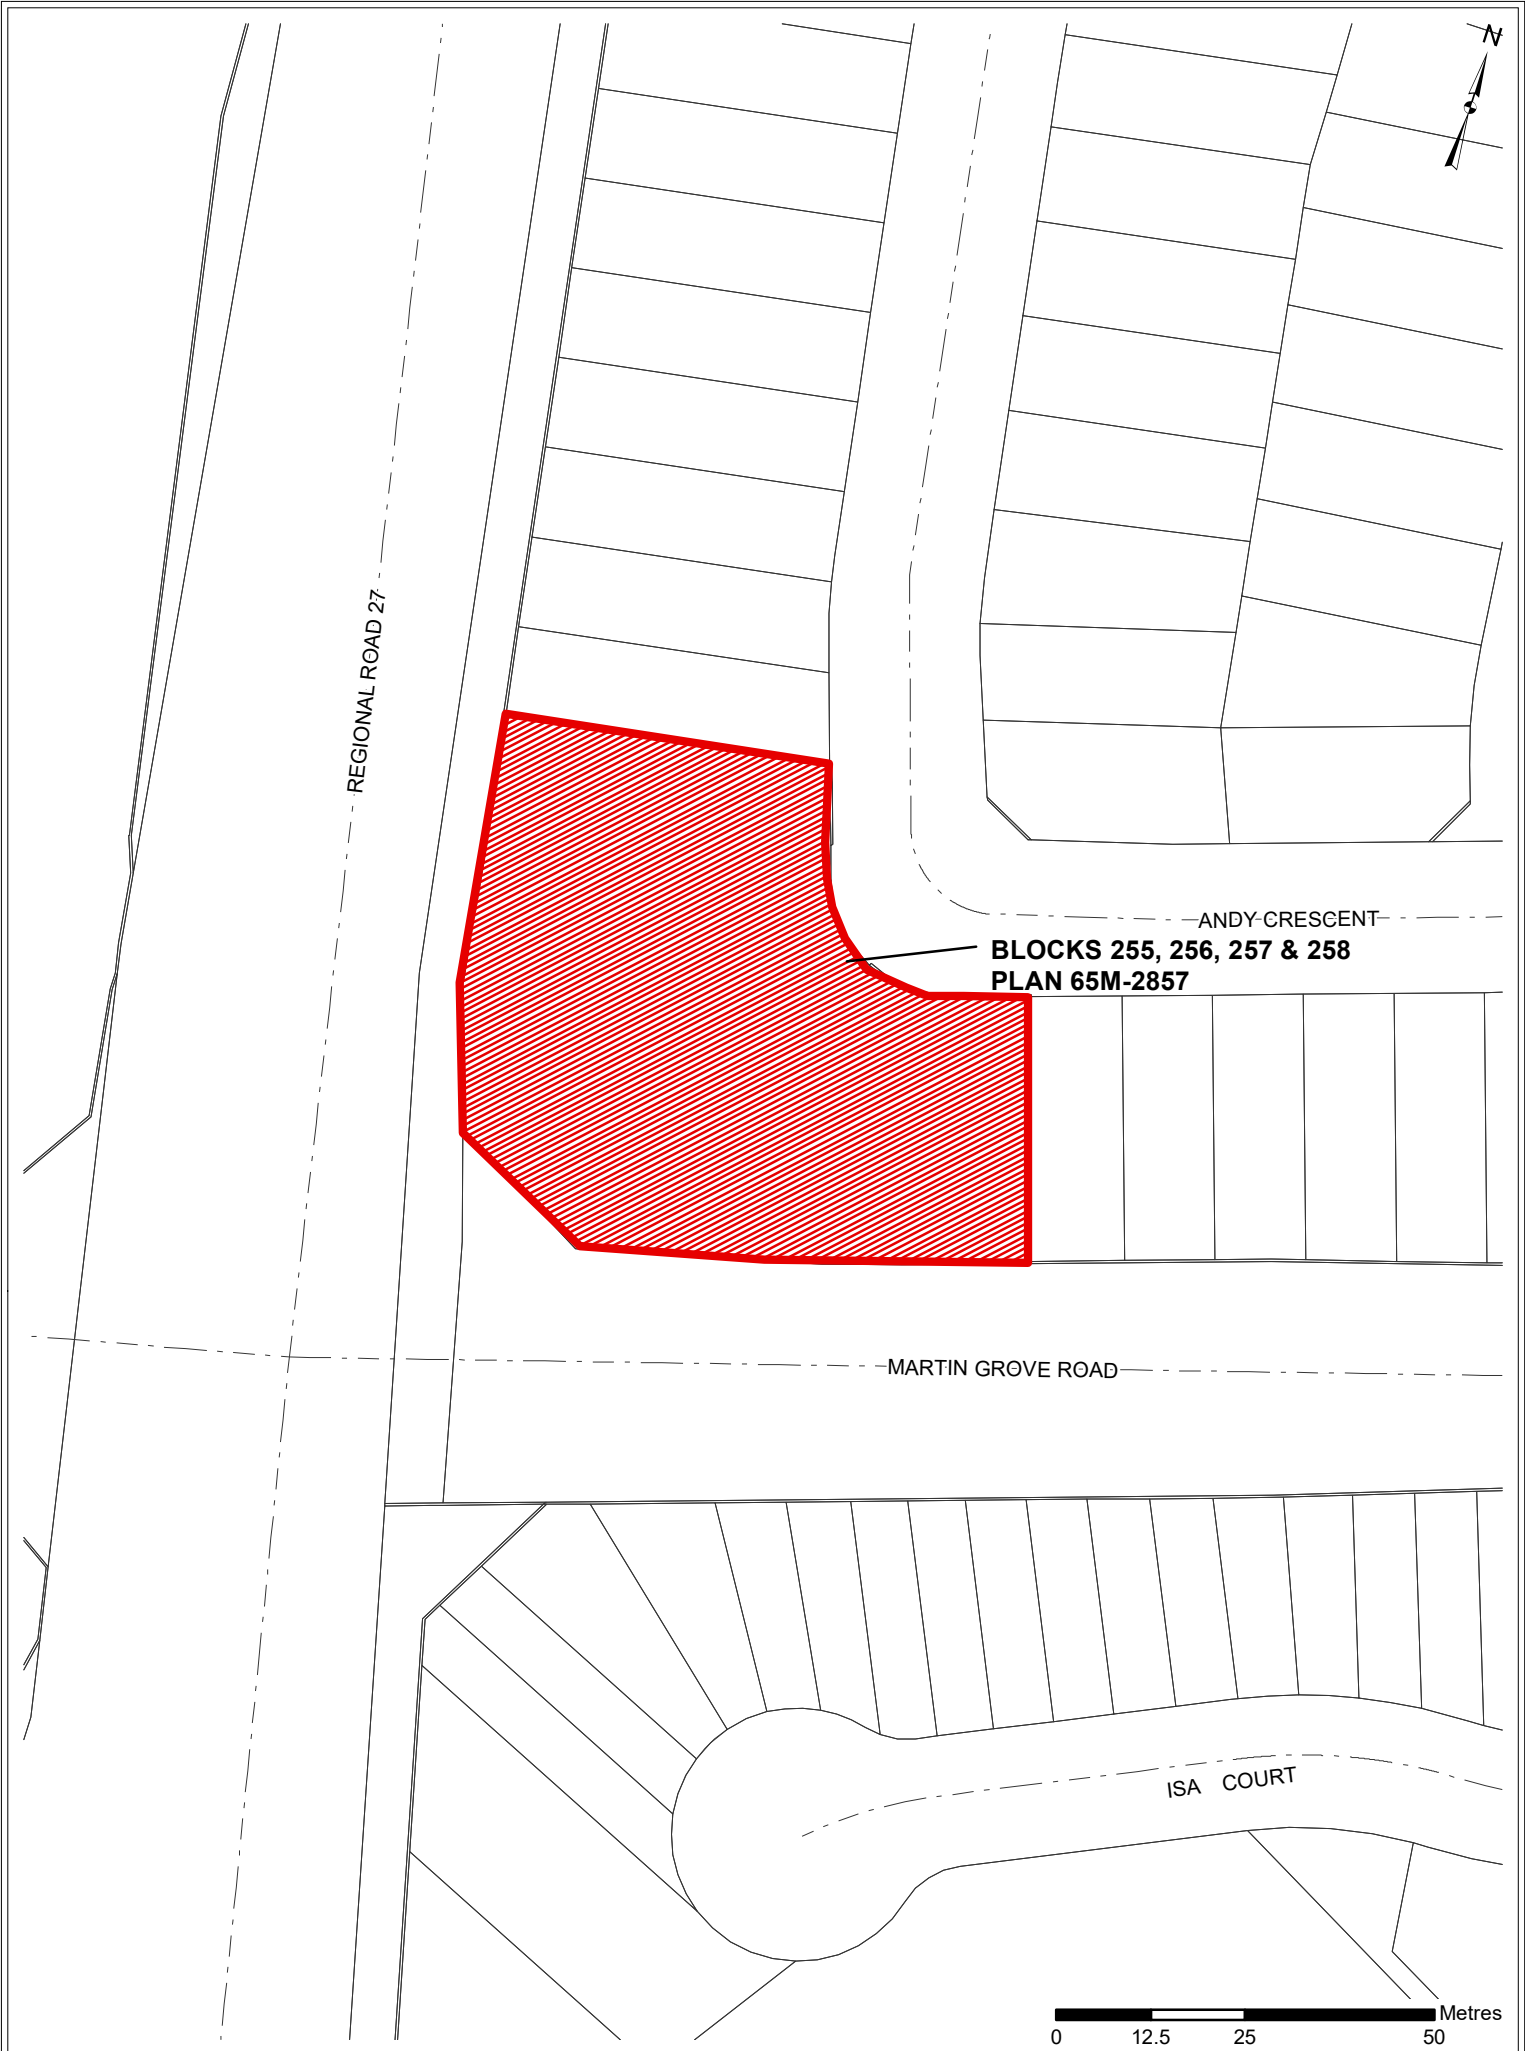 N
REGIONAL ROAD 27
ANDY CRESCENT
BLOCKS 255, 256, 257 & 258
PLAN 65M-2857
MARTIN GROVE ROAD
ISA COURT
Metres
0 12.5 25 50